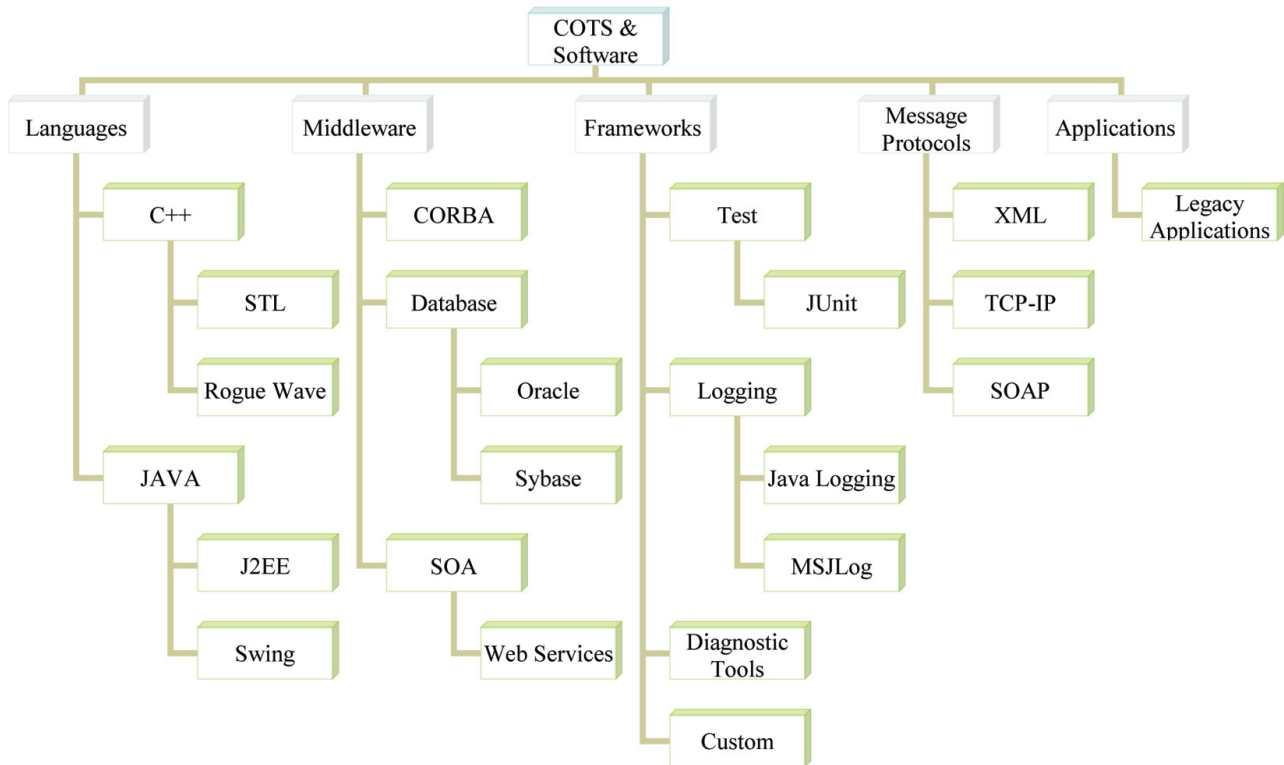 COTS &
Software
Languages
Middleware
Frameworks
Message
Protocols
Applications
C++
CORBA
Test
XML
Legacy
Applications
STL
Database
JUnit
TCP-IP
Rogue Wave
Oracle
Logging
SOAP
JAVA
Sybase
Java Logging
J2EE
SOA
MSJLog
Swing
Web Services
Diagnostic
Tools
Custom